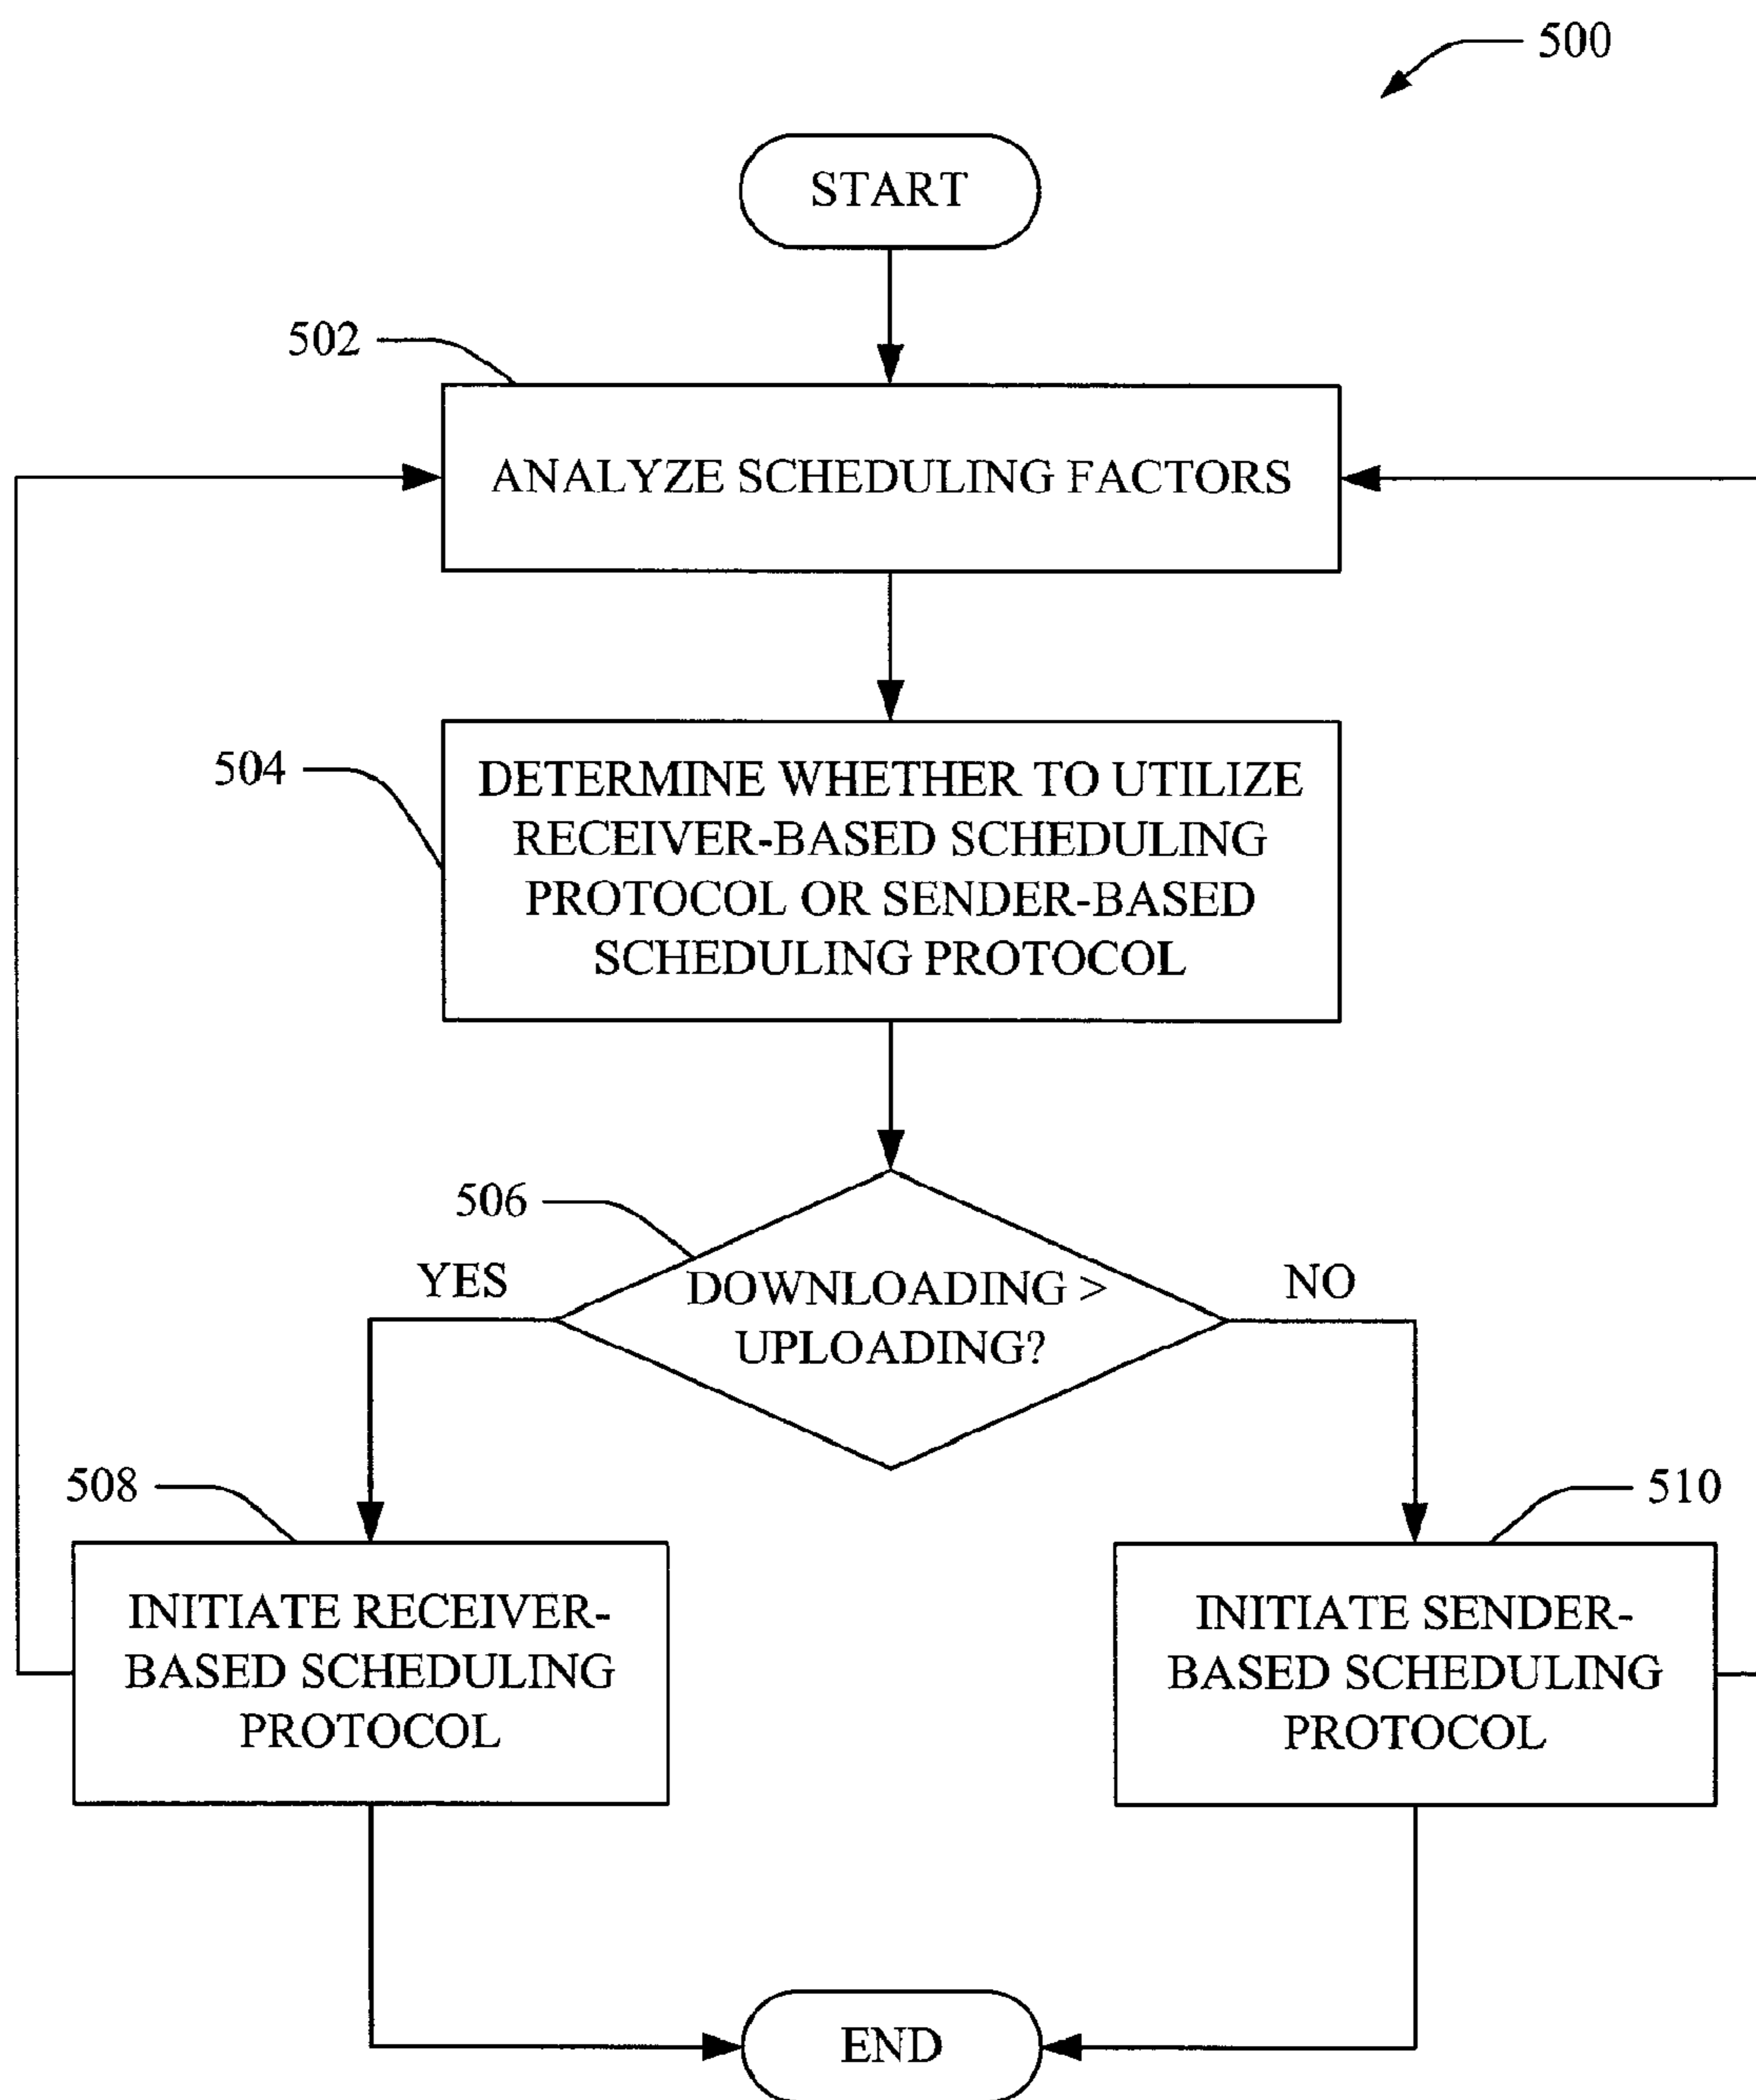 500
START
502
ANALYZE SCHEDULING FACTORS
504
DETERMINE WHETHER TO UTILIZE
RECEIVER-BASED SCHEDULING
PROTOCOL OR SENDER-BASED
SCHEDULING PROTOCOL
506
YES
DOWNLOADING >
UPLOADING?
NO
508
INITIATE RECEIVER-
BASED SCHEDULING
PROTOCOL
510
INITIATE SENDER-
BASED SCHEDULING
PROTOCOL
END